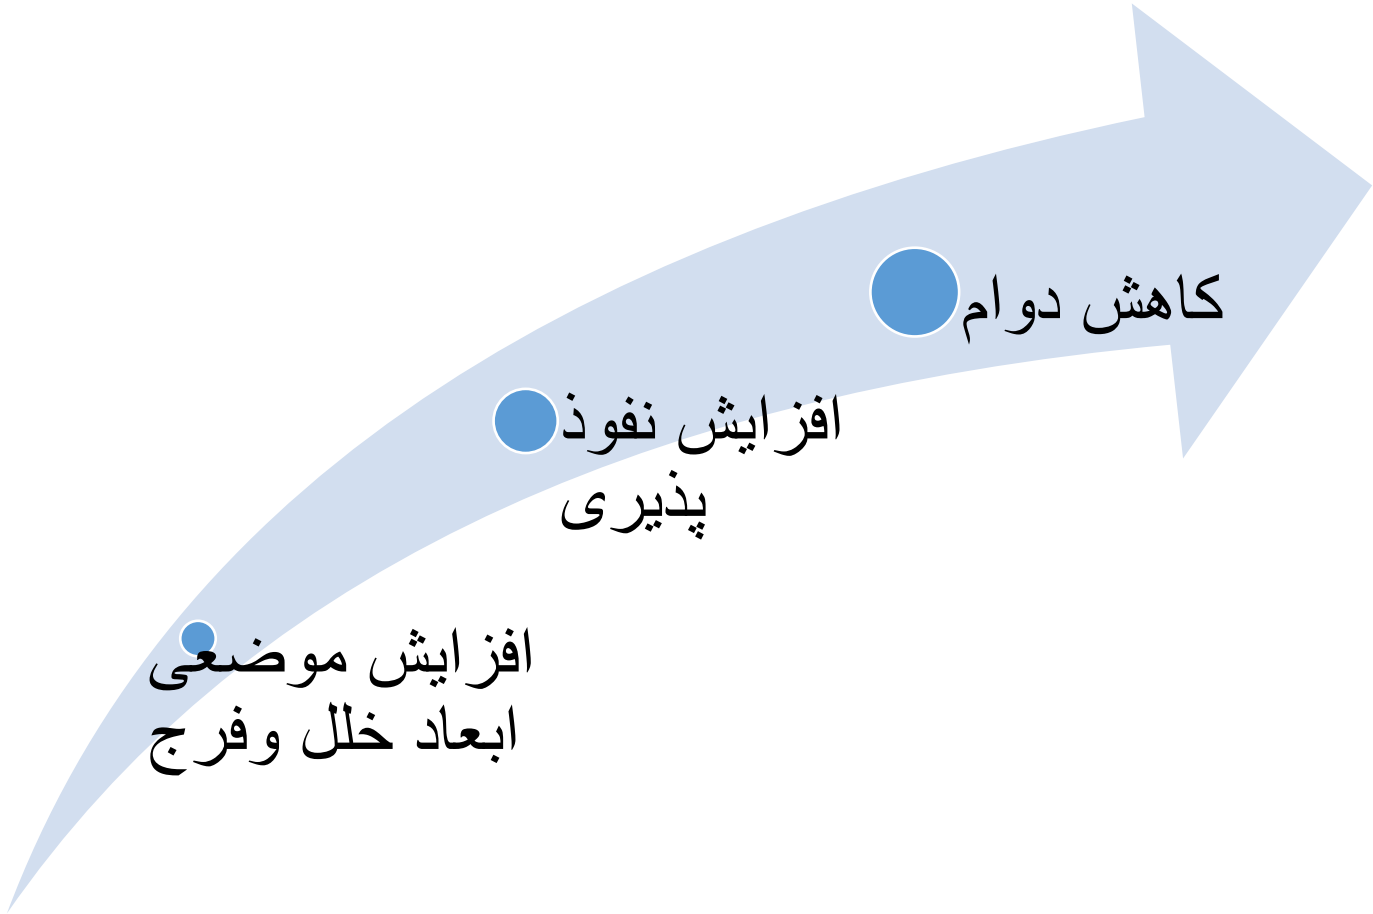 کاهش دوام
افزایش نفوذ
پذیری
افزایش موضعی
ابعاد خلل وفرج